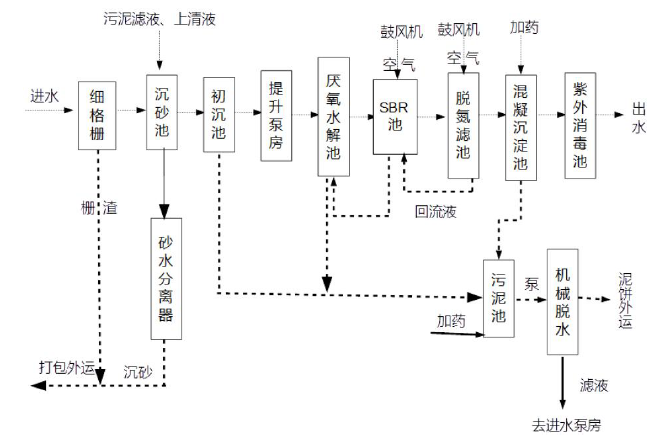 污泥滤液、上清液
鼓风机
鼓风机
加药
空气
空气
进水
细格栅
沉砂池
初沉池
提升泵房
厌氧水解池
SBR池
脱氮滤池
混凝沉淀池
紫外消毒池
出水
栅渣
回流液
砂水分离器
污泥池
泵
机械脱水
泥饼外运
加药
打包外运
沉砂
滤液
去进水泵房